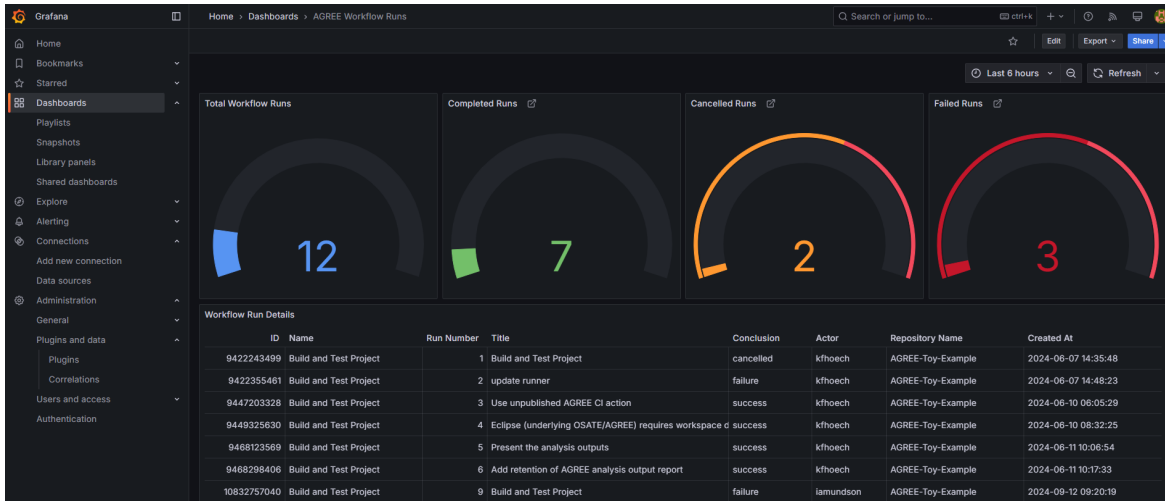 Grafana
Home › Dashboards › AGREE Workflow Runs
Search or jump to...
ctrl+k
Edit
Export
Share
Last 6 hours
Refresh
Home
Bookmarks
Starred
Dashboards
Playlists
Snapshots
Library panels
Shared dashboards
Explore
Alerting
Connections
Add new connection
Data sources
Administration
General
Plugins and data
Plugins
Correlations
Users and access
Authentication
Total Workflow Runs
12
Completed Runs
7
Cancelled Runs
2
Failed Runs
3
Workflow Run Details
ID Name Run Number Title Conclusion Actor Repository Name Created At
9422243499 Build and Test Project 1 Build and Test Project cancelled kfhoech AGREE-Toy-Example 2024-06-07 14:35:48
9422355461 Build and Test Project 2 update runner failure kfhoech AGREE-Toy-Example 2024-06-07 14:48:23
9447203328 Build and Test Project 3 Use unpublished AGREE CI action success kfhoech AGREE-Toy-Example 2024-06-10 06:05:29
9449325630 Build and Test Project 4 Eclipse (underlying OSATE/AGREE) requires workspace d success kfhoech AGREE-Toy-Example 2024-06-10 08:32:25
9468123569 Build and Test Project 5 Present the analysis outputs success kfhoech AGREE-Toy-Example 2024-06-11 10:06:54
9468298406 Build and Test Project 6 Add retention of AGREE analysis output report success kfhoech AGREE-Toy-Example 2024-06-11 10:17:33
10832757040 Build and Test Project 9 Build and Test Project failure iamundson AGREE-Toy-Example 2024-09-12 09:20:19